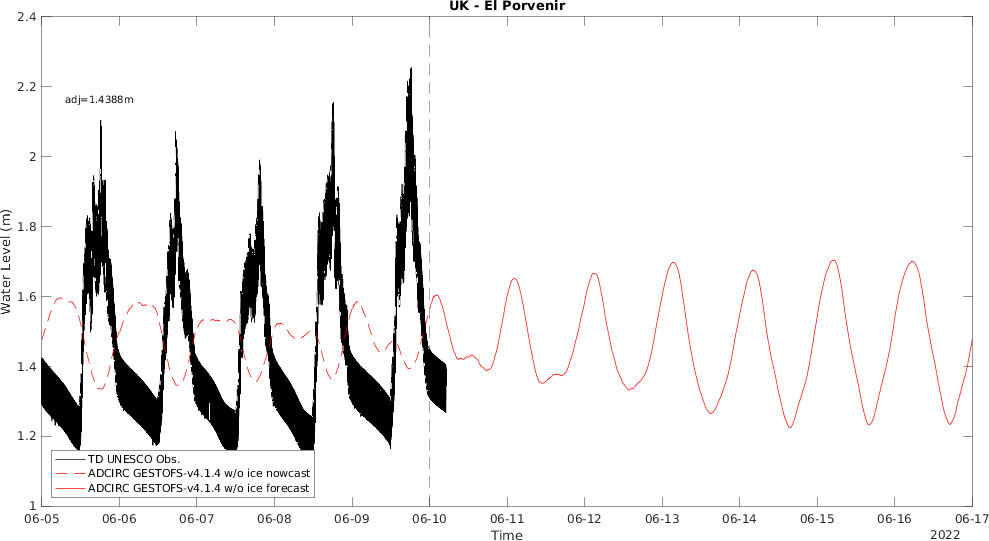 UK - El Porvenir
2.4
2.2
2
1.8
1.6
1.4
1.2
1
Water Level (m)
adj=1.4388m
TD UNESCO Obs.
ADCIRC GESTOFS-v4.1.4 w/o ice nowcast
ADCIRC GESTOFS-v4.1.4 w/o ice forecast
06-05 06-06 06-07 06-08 06-09 06-10 06-11 06-12 06-13 06-14 06-15 06-16 06-17
Time
2022